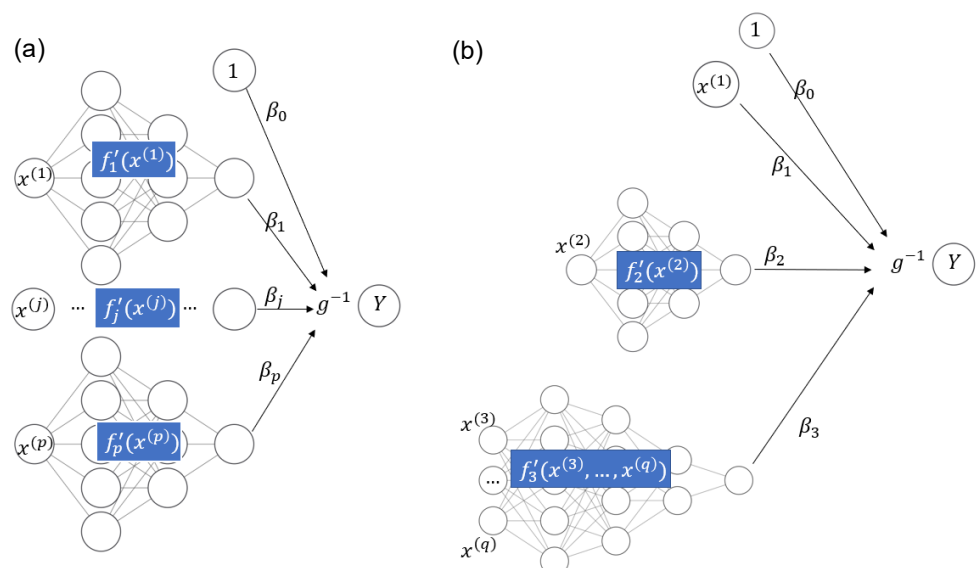 (a)
1
β₀
x⁽¹⁾
f₁′(x⁽¹⁾)
β₁
x⁽ʲ⁾ ... fⱼ′(x⁽ʲ⁾) ... βⱼ g⁻¹ Y
βₚ
x⁽ᵖ⁾
fₚ′(x⁽ᵖ⁾)
(b)
1
x⁽¹⁾
β₀
β₁
x⁽²⁾
f₂′(x⁽²⁾)
β₂
g⁻¹ Y
x⁽³⁾
...
f₃′(x⁽³⁾, ... , x⁽q⁾)
β₃
x⁽q⁾